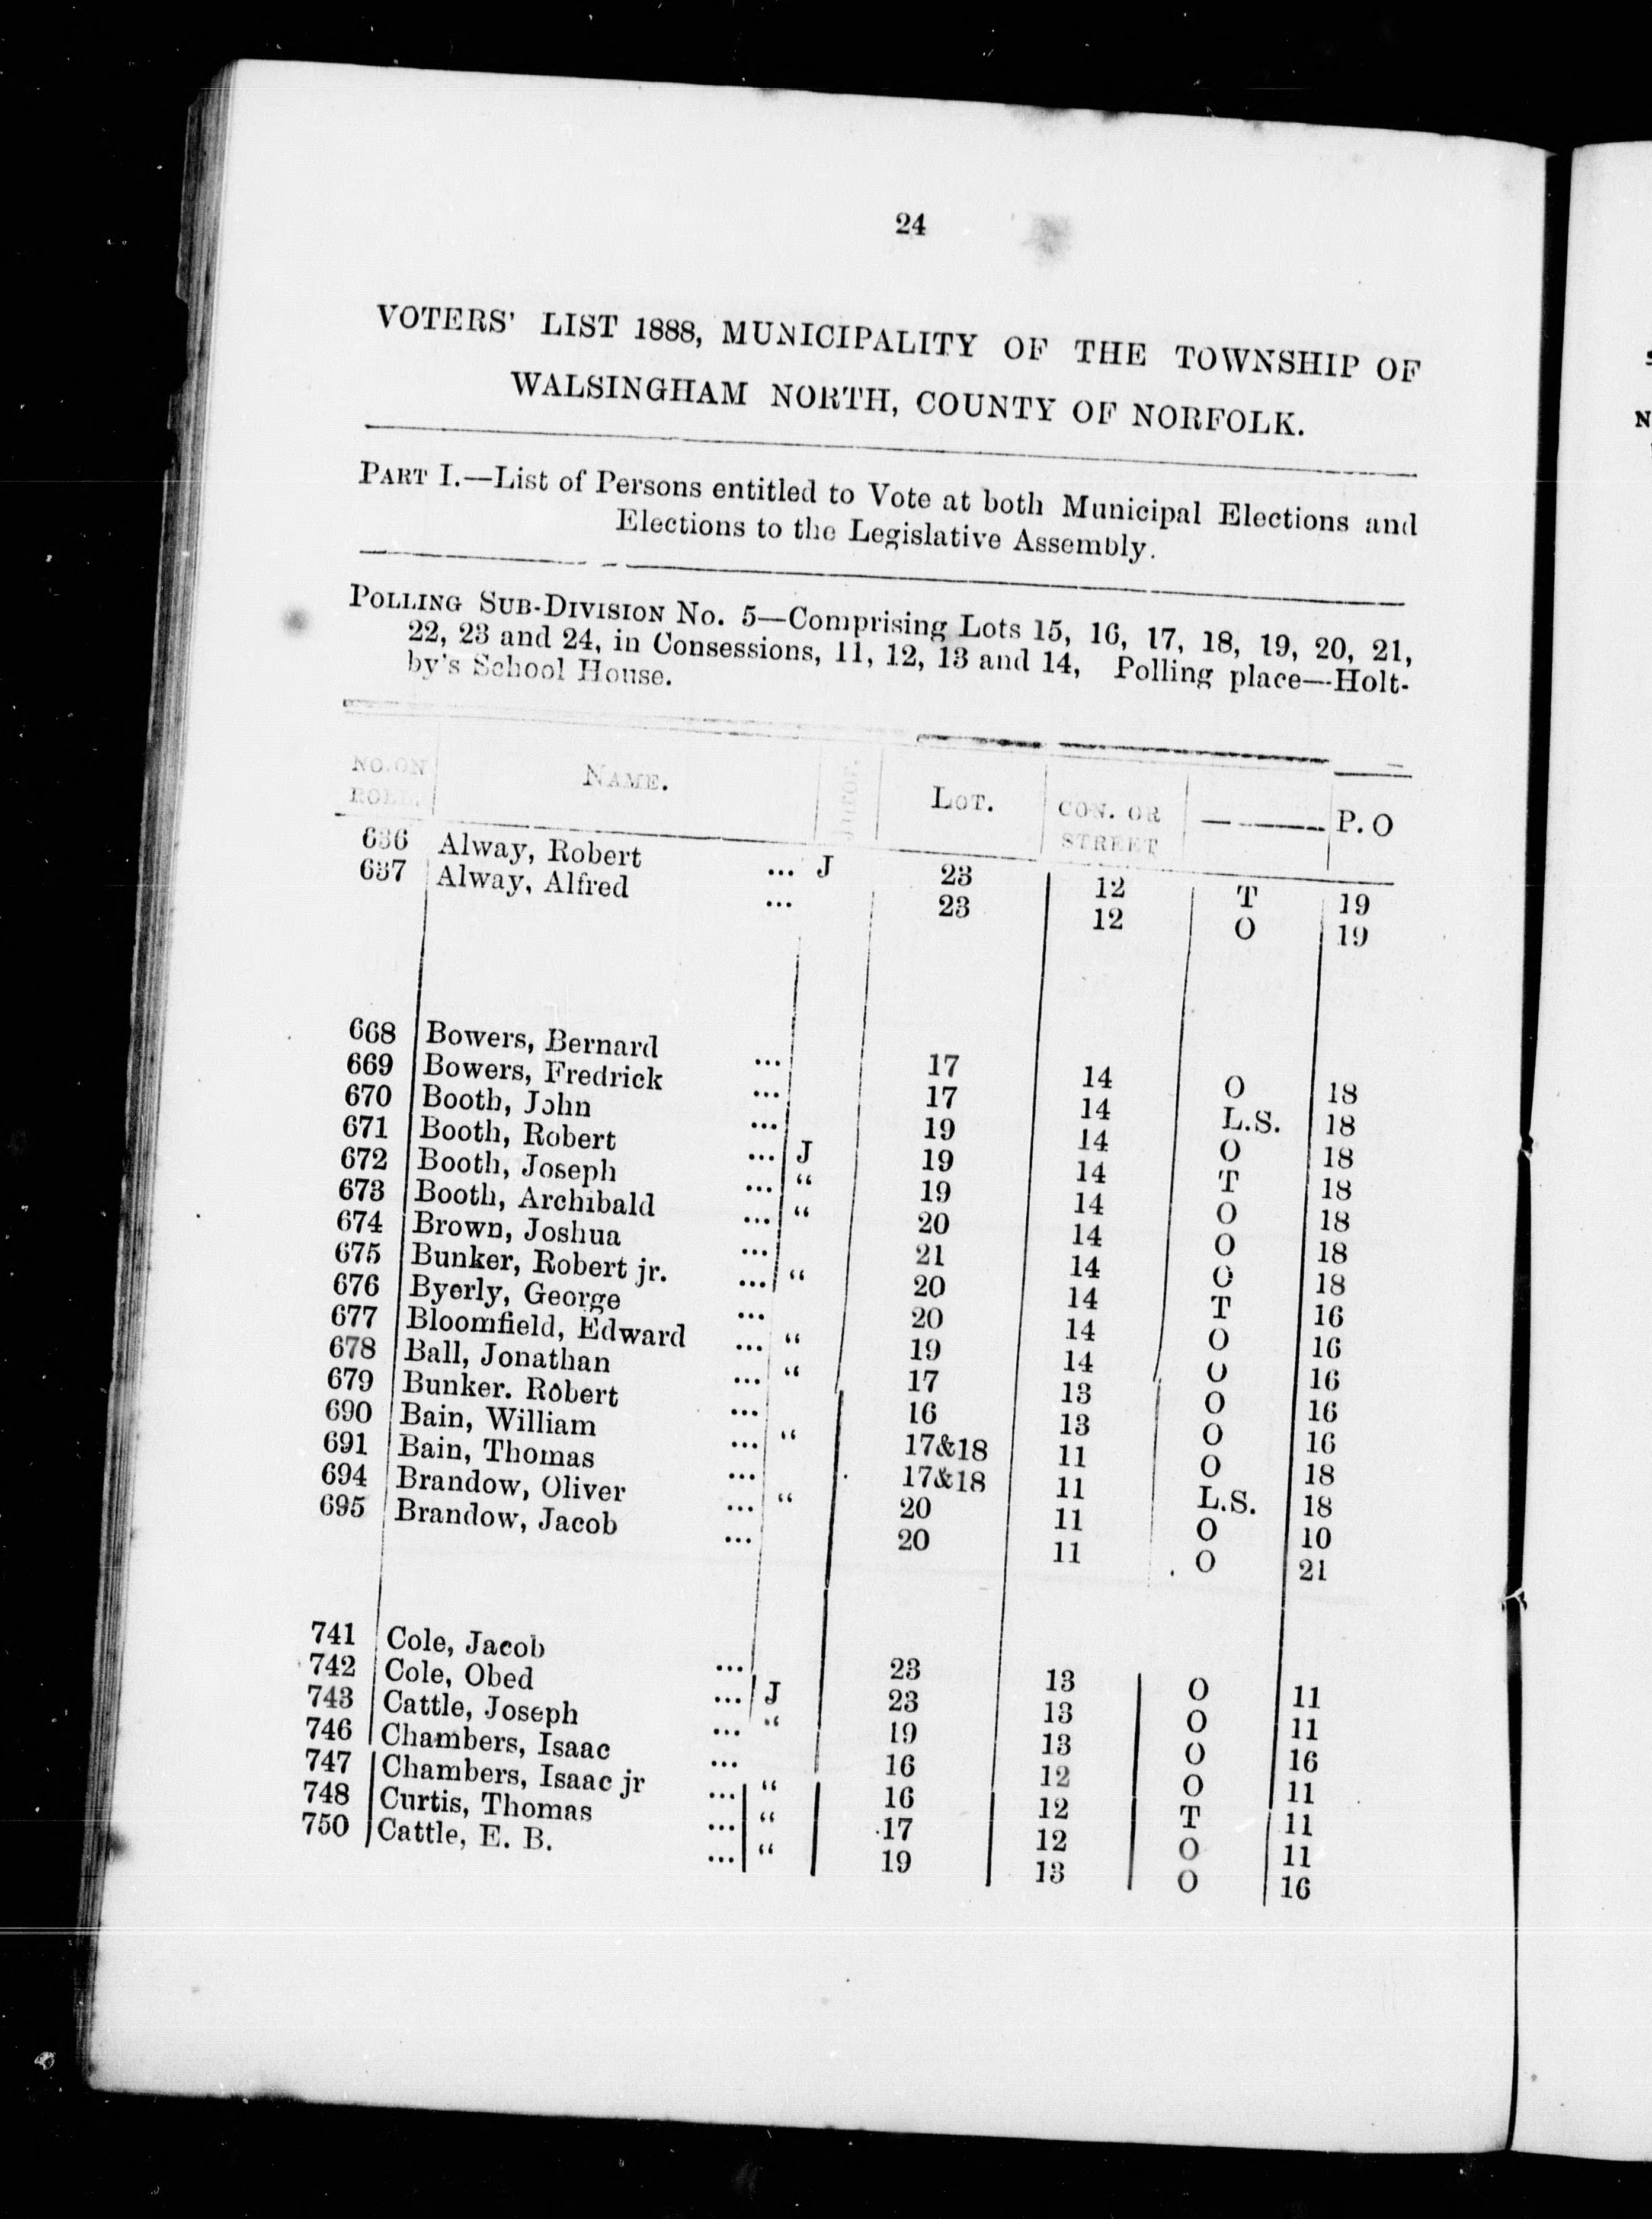 24
VOTERS' LIST 1888, MUNICIPALITY OF THE TOWNSHIP OF
WALSINGHAM NORTH, COUNTY OF NORFOLK.
PART I.—List of Persons entitled to Vote at both Municipal Elections and
Elections to the Legislative Assembly.
POLLING SUB-DIVISION No. 5—Comprising Lots 15, 16, 17, 18, 19, 20, 21,
22, 23 and 24, in Consessions, 11, 12, 13 and 14, Polling place—Holt-
by's School House.
NO. ON ROLL. NAME. JUROR. LOT. CON. OR STREET P. O
636 Alway, Robert ... J 23 12 T 19
637 Alway, Alfred ... 23 12 O 19
668 Bowers, Bernard ... 17 14 O 18
669 Bowers, Fredrick ... 17 14 L.S. 18
670 Booth, John ... 19 14 O 18
671 Booth, Robert ... J 19 14 T 18
672 Booth, Joseph ... “ 19 14 O 18
673 Booth, Archibald ... “ 20 14 O 18
674 Brown, Joshua ... 21 14 O 18
675 Bunker, Robert jr. ... “ 20 14 T 16
676 Byerly, George ... 20 14 O 16
677 Bloomfield, Edward ... “ 19 14 O 16
678 Ball, Jonathan ... “ 17 13 O 16
679 Bunker. Robert ... 16 13 O 16
690 Bain, William ... “ 17&18 11 O 18
691 Bain, Thomas ... 17&18 11 L.S. 18
694 Brandow, Oliver ... “ 20 11 O 10
695 Brandow, Jacob ... 20 11 O 21
741 Cole, Jacob ... 23 13 O 11
742 Cole, Obed ... J 23 13 O 11
743 Cattle, Joseph ... “ 19 13 O 16
746 Chambers, Isaac ... 16 12 O 11
747 Chambers, Isaac jr ... “ 16 12 T 11
748 Curtis, Thomas ... “ 17 12 O 11
750 Cattle, E. B. ... “ 19 13 O 16